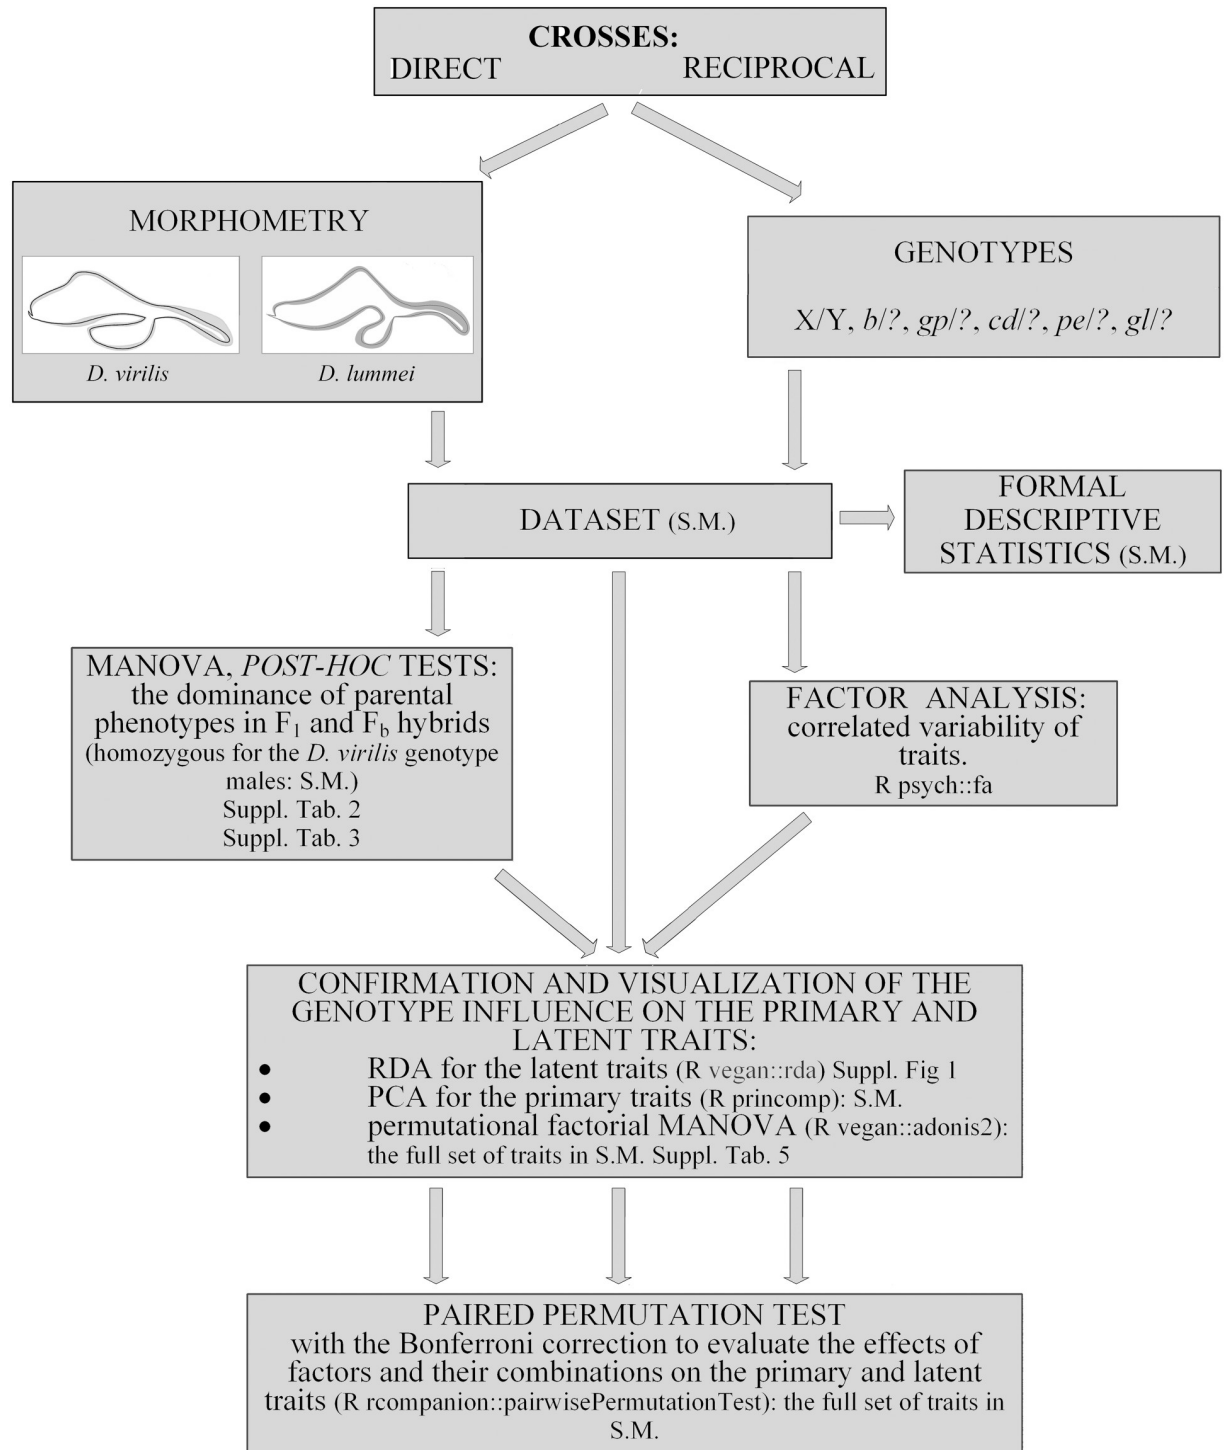 CROSSES:
DIRECT RECIPROCAL
MORPHOMETRY
D. virilis
D. lummei
GENOTYPES
X/Y, b/?, gp/?, cd/?, pe/?, gl/?
DATASET (S.M.)
FORMAL
DESCRIPTIVE
STATISTICS (S.M.)
MANOVA, POST-HOC TESTS:
the dominance of parental
phenotypes in F1 and Fb hybrids
(homozygous for the D. virilis genotype
males: S.M.)
Suppl. Tab. 2
Suppl. Tab. 3
FACTOR ANALYSIS:
correlated variability of
traits.
R psych::fa
CONFIRMATION AND VISUALIZATION OF THE
GENOTYPE INFLUENCE ON THE PRIMARY AND
LATENT TRAITS:
• RDA for the latent traits (R vegan::rda) Suppl. Fig 1
• PCA for the primary traits (R princomp): S.M.
• permutational factorial MANOVA (R vegan::adonis2):
the full set of traits in S.M. Suppl. Tab. 5
PAIRED PERMUTATION TEST
with the Bonferroni correction to evaluate the effects of
factors and their combinations on the primary and latent
traits (R rcompanion::pairwisePermutationTest): the full set of traits in
S.M.